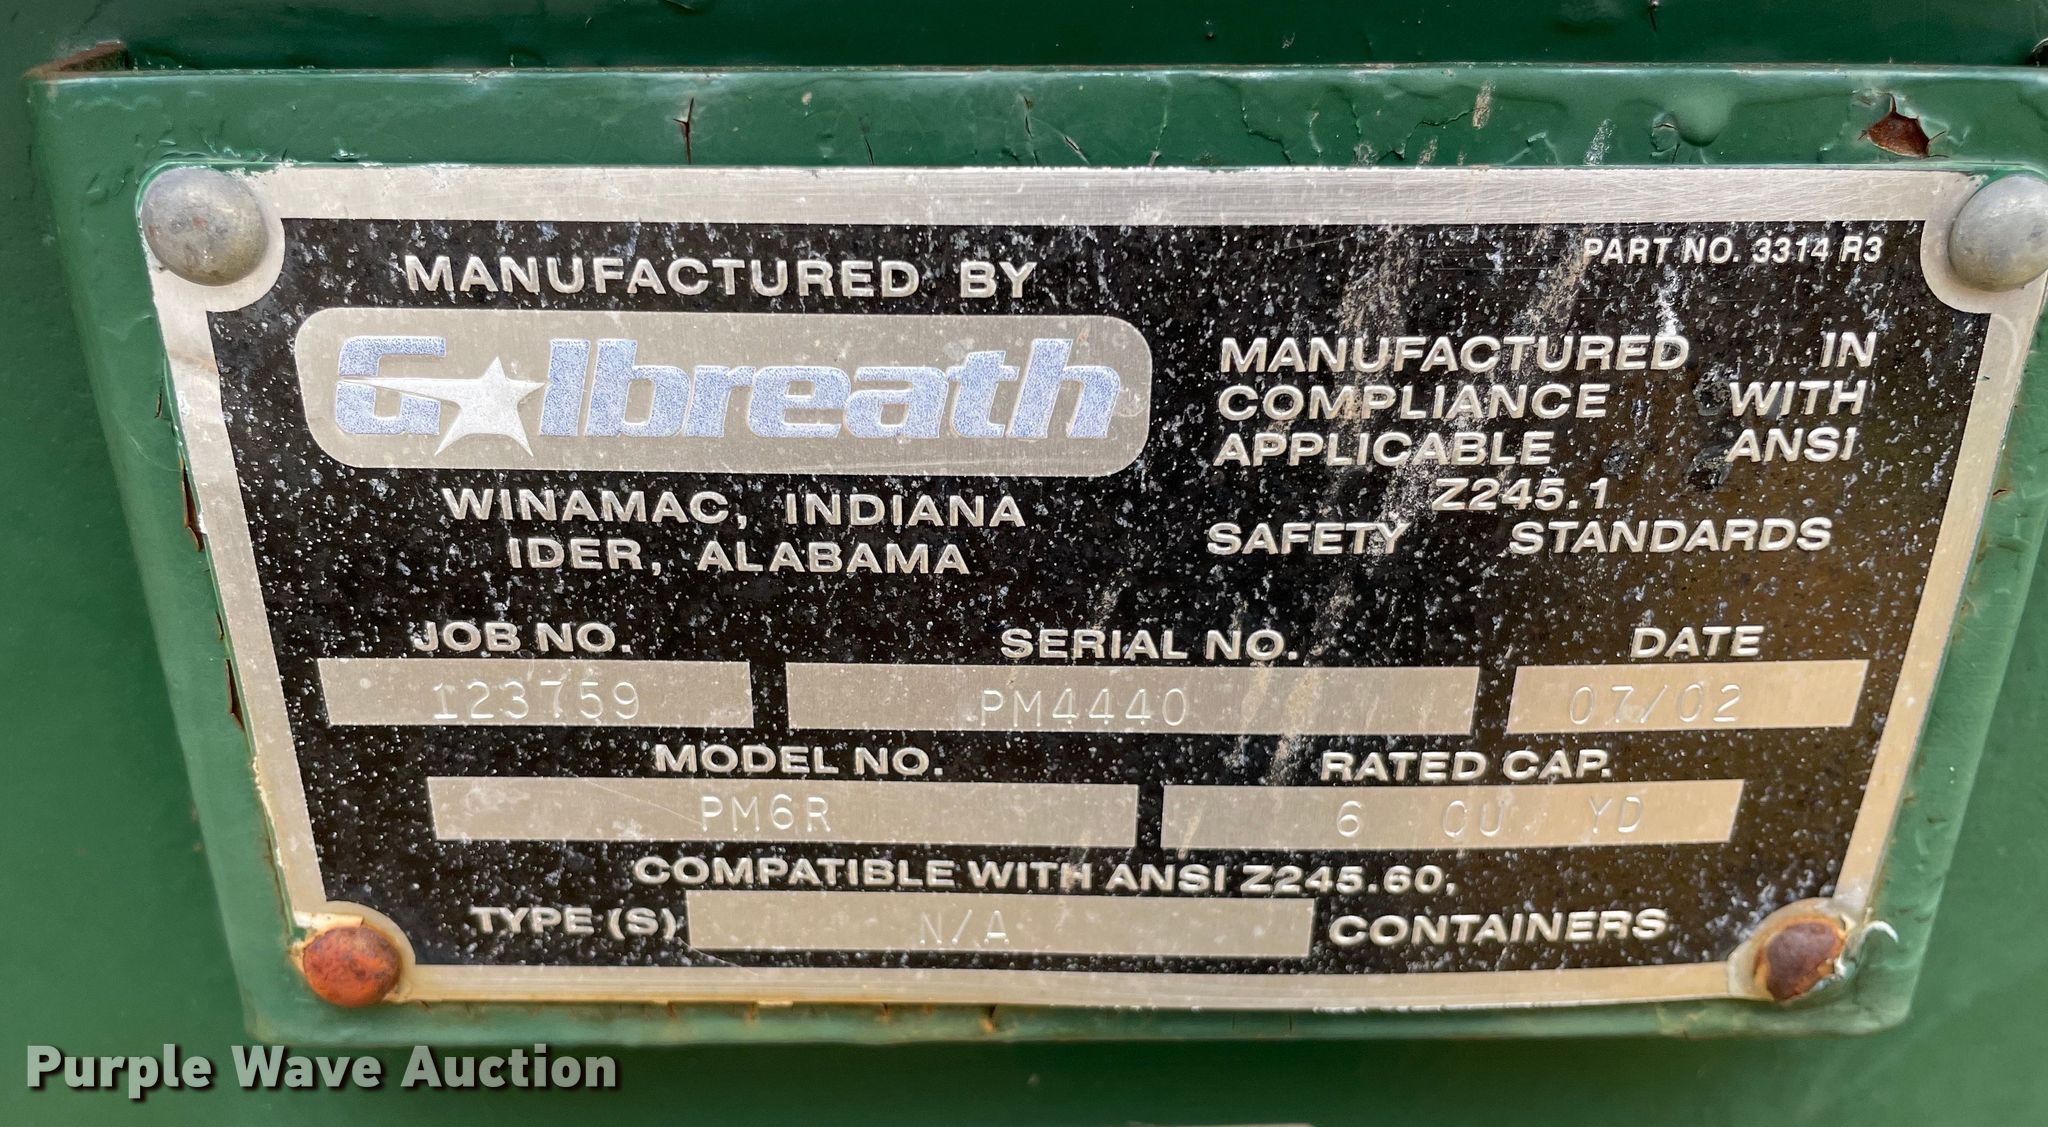 PART NO. 3314 R3
MANUFACTURED BY
Galbreath
WINAMAC, INDIANA
IDER, ALABAMA
MANUFACTURED IN
COMPLIANCE WITH
APPLICABLE ANSI
Z245.1
SAFETY STANDARDS
JOB NO. SERIAL NO. DATE
123759 PM4440 07/02
MODEL NO. RATED CAP.
PM6R 6 CU YD
COMPATIBLE WITH ANSI Z245.60,
TYPE (S) N/A CONTAINERS
Purple Wave Auction